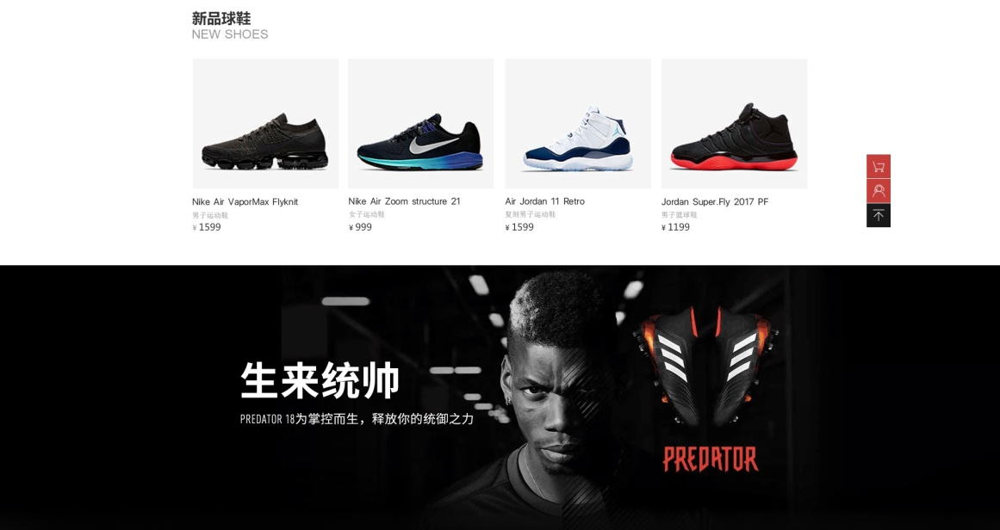 新品球鞋
NEW SHOES
Nike Air VaporMax Flyknit
男子运动鞋
¥ 1599
Nike Air Zoom structure 21
女子运动鞋
¥ 999
Air Jordan 11 Retro
复刻男子运动鞋
¥ 1599
Jordan Super.Fly 2017 PF
男子篮球鞋
¥ 1199
生来统帅
PREDATOR 18为掌控而生，释放你的统御之力
PREDATOR